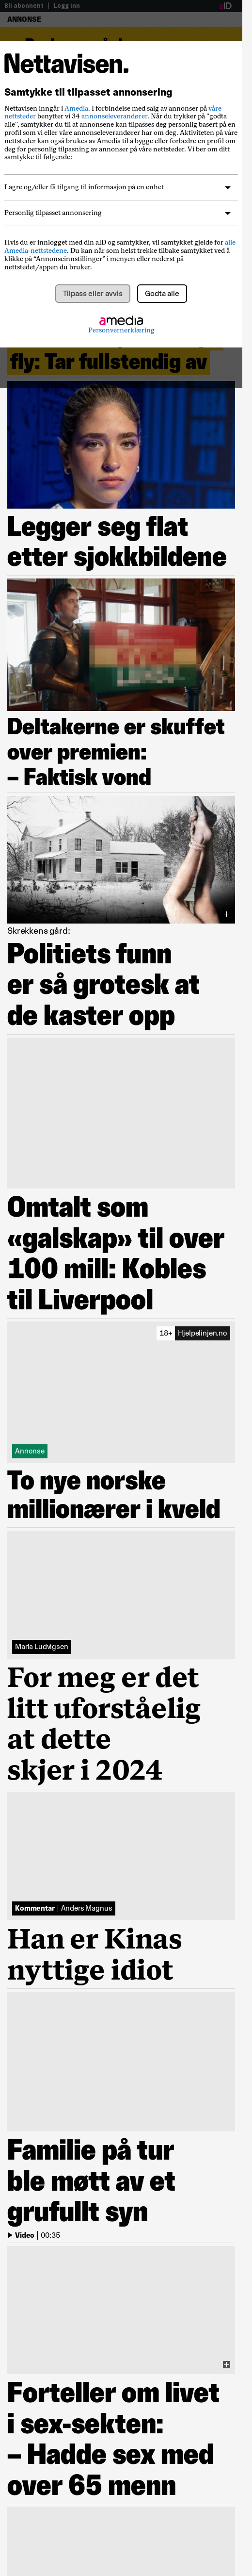 Bli abonnent | Logg inn
aID
ANNONSE
Nettavisen.
Samtykke til tilpasset annonsering
Nettavisen inngår i Amedia. I forbindelse med salg av annonser på våre
nettsteder benytter vi 34 annonseleverandører. Når du trykker på "godta
alle", samtykker du til at annonsene kan tilpasses deg personlig basert på en
profil som vi eller våre annonseleverandører har om deg. Aktiviteten på våre
nettsteder kan også brukes av Amedia til å bygge eller forbedre en profil om
deg for personlig tilpasning av annonser på våre nettsteder. Vi ber om ditt
samtykke til følgende:
Lagre og/eller få tilgang til informasjon på en enhet
Personlig tilpasset annonsering
Hvis du er innlogget med din aID og samtykker, vil samtykket gjelde for alle
Amedia-nettstedene. Du kan når som helst trekke tilbake samtykket ved å
klikke på “Annonseinnstillinger” i menyen eller nederst på
nettstedet/appen du bruker.
Tilpass eller avvis
Godta alle
amedia
Personvernerklæring
fly: Tar fullstendig av
Legger seg flat
etter sjokkbildene
Deltakerne er skuffet
over premien:
– Faktisk vond
Skrekkens gård:
Politiets funn
er så grotesk at
de kaster opp
Omtalt som
«galskap» til over
100 mill: Kobles
til Liverpool
18+ Hjelpelinjen.no
Annonse
To nye norske
millionærer i kveld
Maria Ludvigsen
For meg er det
litt uforståelig
at dette
skjer i 2024
Kommentar | Anders Magnus
Han er Kinas
nyttige idiot
Familie på tur
ble møtt av et
grufullt syn
Video | 00:35
Forteller om livet
i sex-sekten:
– Hadde sex med
over 65 menn